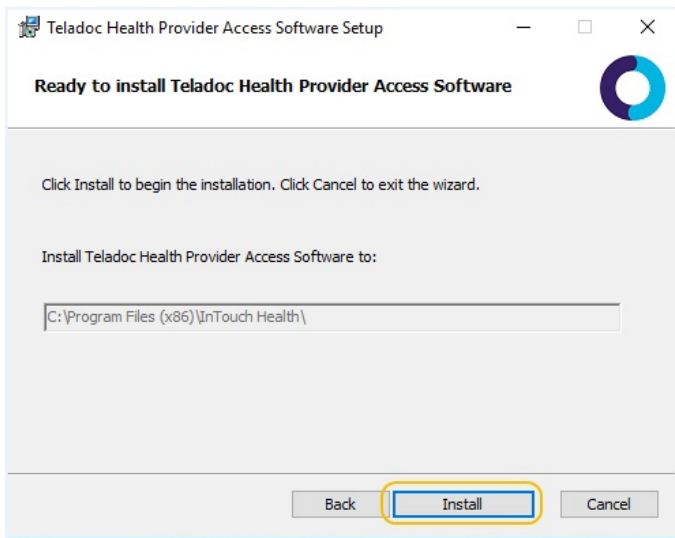 Teladoc Health Provider Access Software Setup
Ready to install Teladoc Health Provider Access Software
Click Install to begin the installation. Click Cancel to exit the wizard.
Install Teladoc Health Provider Access Software to:
C:\Program Files (x86)\InTouch Health\
Back Install Cancel